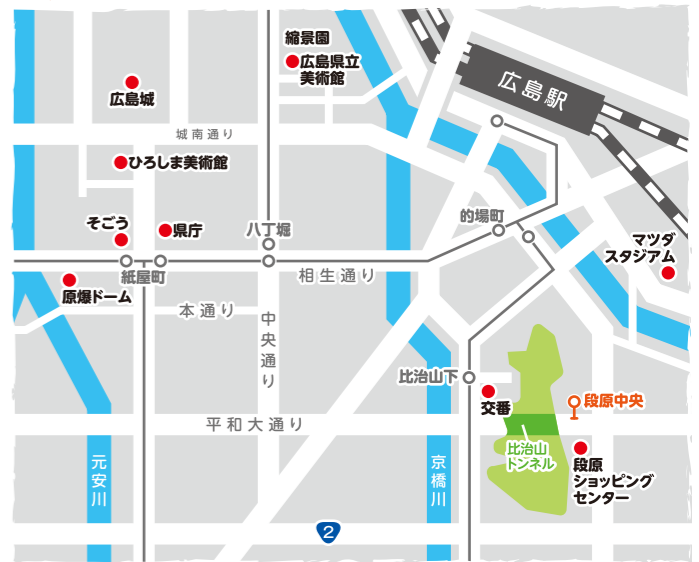 縮景園
広島県立
美術館
広島城
広島駅
城南通り
ひろしま美術館
そごう
県庁
八丁堀
的場町
マツダ
スタジアム
紙屋町
相生通り
原爆ドーム
本通り
中央通り
比治山下
交番
段原中央
平和大通り
比治山
トンネル
段原
ショッピング
センター
元安川
京橋川
2